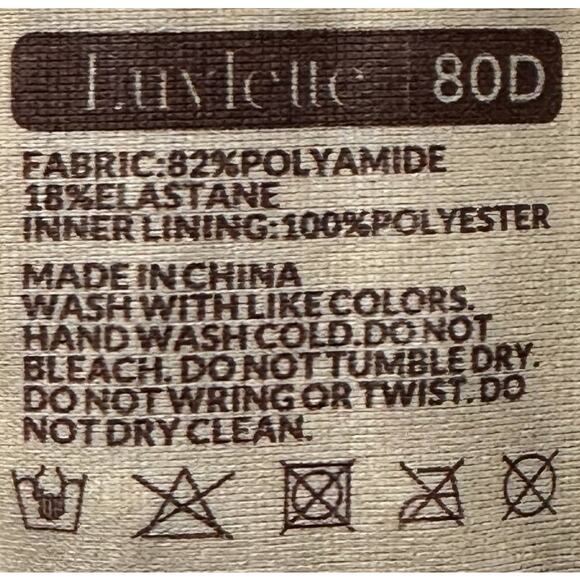 Luvlette 80D
FABRIC:82%POLYAMIDE
18%ELASTANE
INNER LINING:100%POLYESTER
MADE IN CHINA
WASH WITH LIKE COLORS.
HAND WASH COLD.DO NOT
BLEACH. DO NOT TUMBLE DRY.
DO NOT WRING OR TWIST.DO
NOT DRY CLEAN.